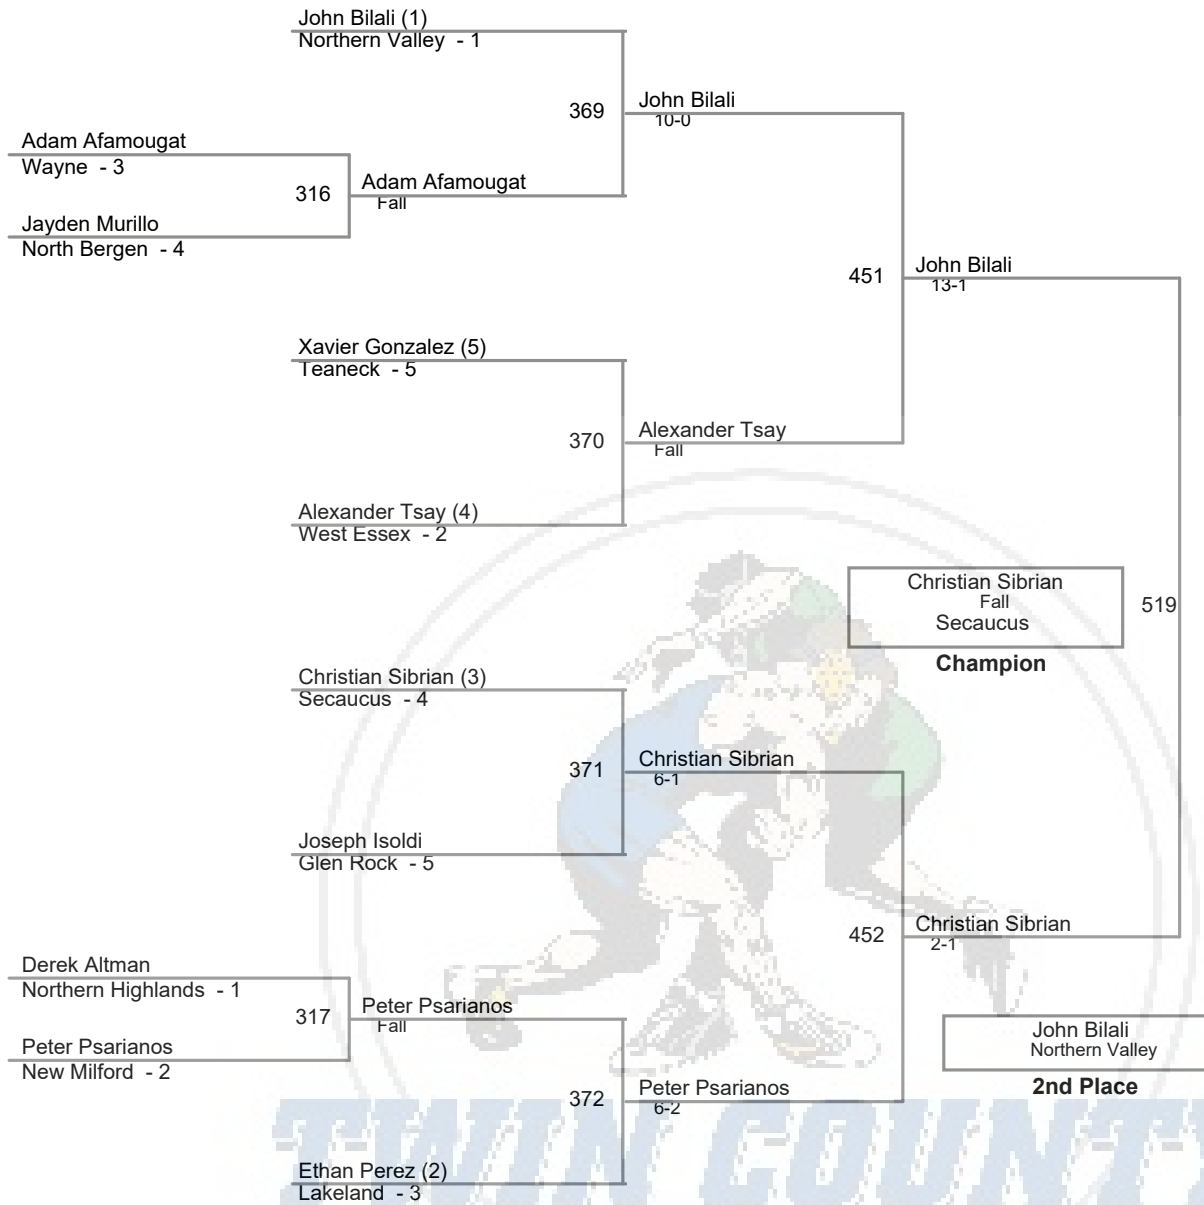 John Bilali (1)
Northern Valley - 1
369
John Bilali
10-0
Adam Afamougat
Wayne - 3
316
Adam Afamougat
Fall
Jayden Murillo
North Bergen - 4
451
John Bilali
13-1
Xavier Gonzalez (5)
Teaneck - 5
370
Alexander Tsay
Fall
Alexander Tsay (4)
West Essex - 2
Christian Sibrian
Fall
Secaucus
519
Champion
Christian Sibrian (3)
Secaucus - 4
371
Christian Sibrian
6-1
Joseph Isoldi
Glen Rock - 5
452
Christian Sibrian
2-1
Derek Altman
Northern Highlands - 1
317
Peter Psarianos
Fall
Peter Psarianos
New Milford - 2
John Bilali
Northern Valley
2nd Place
372
Peter Psarianos
6-2
Ethan Perez (2)
Lakeland - 3
TWIN COUNTY